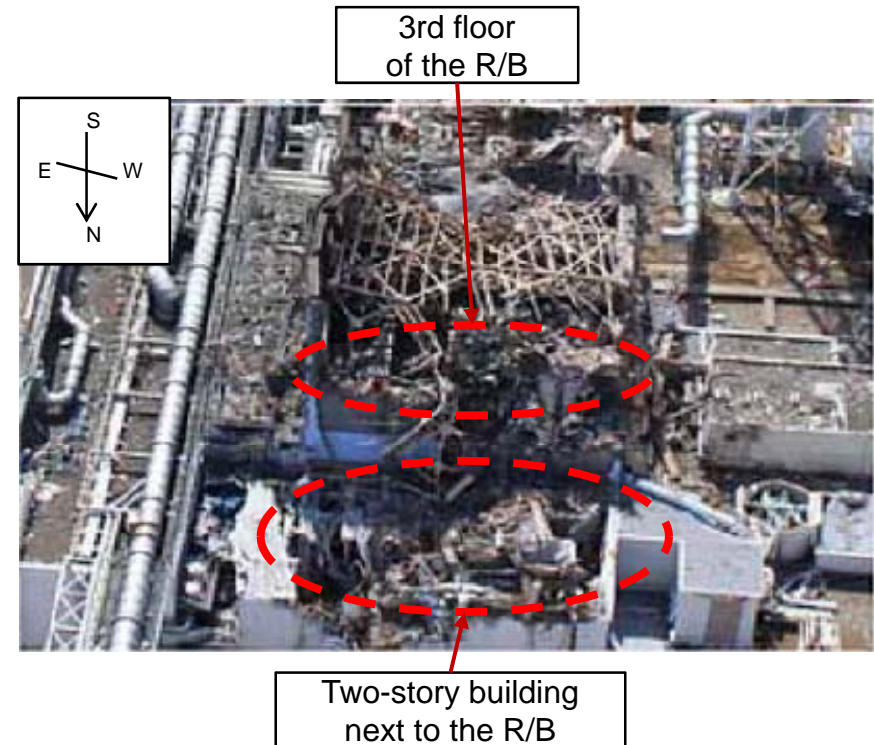 3rd floor
of the R/B
S
E W
N
Two-story building
next to the R/B